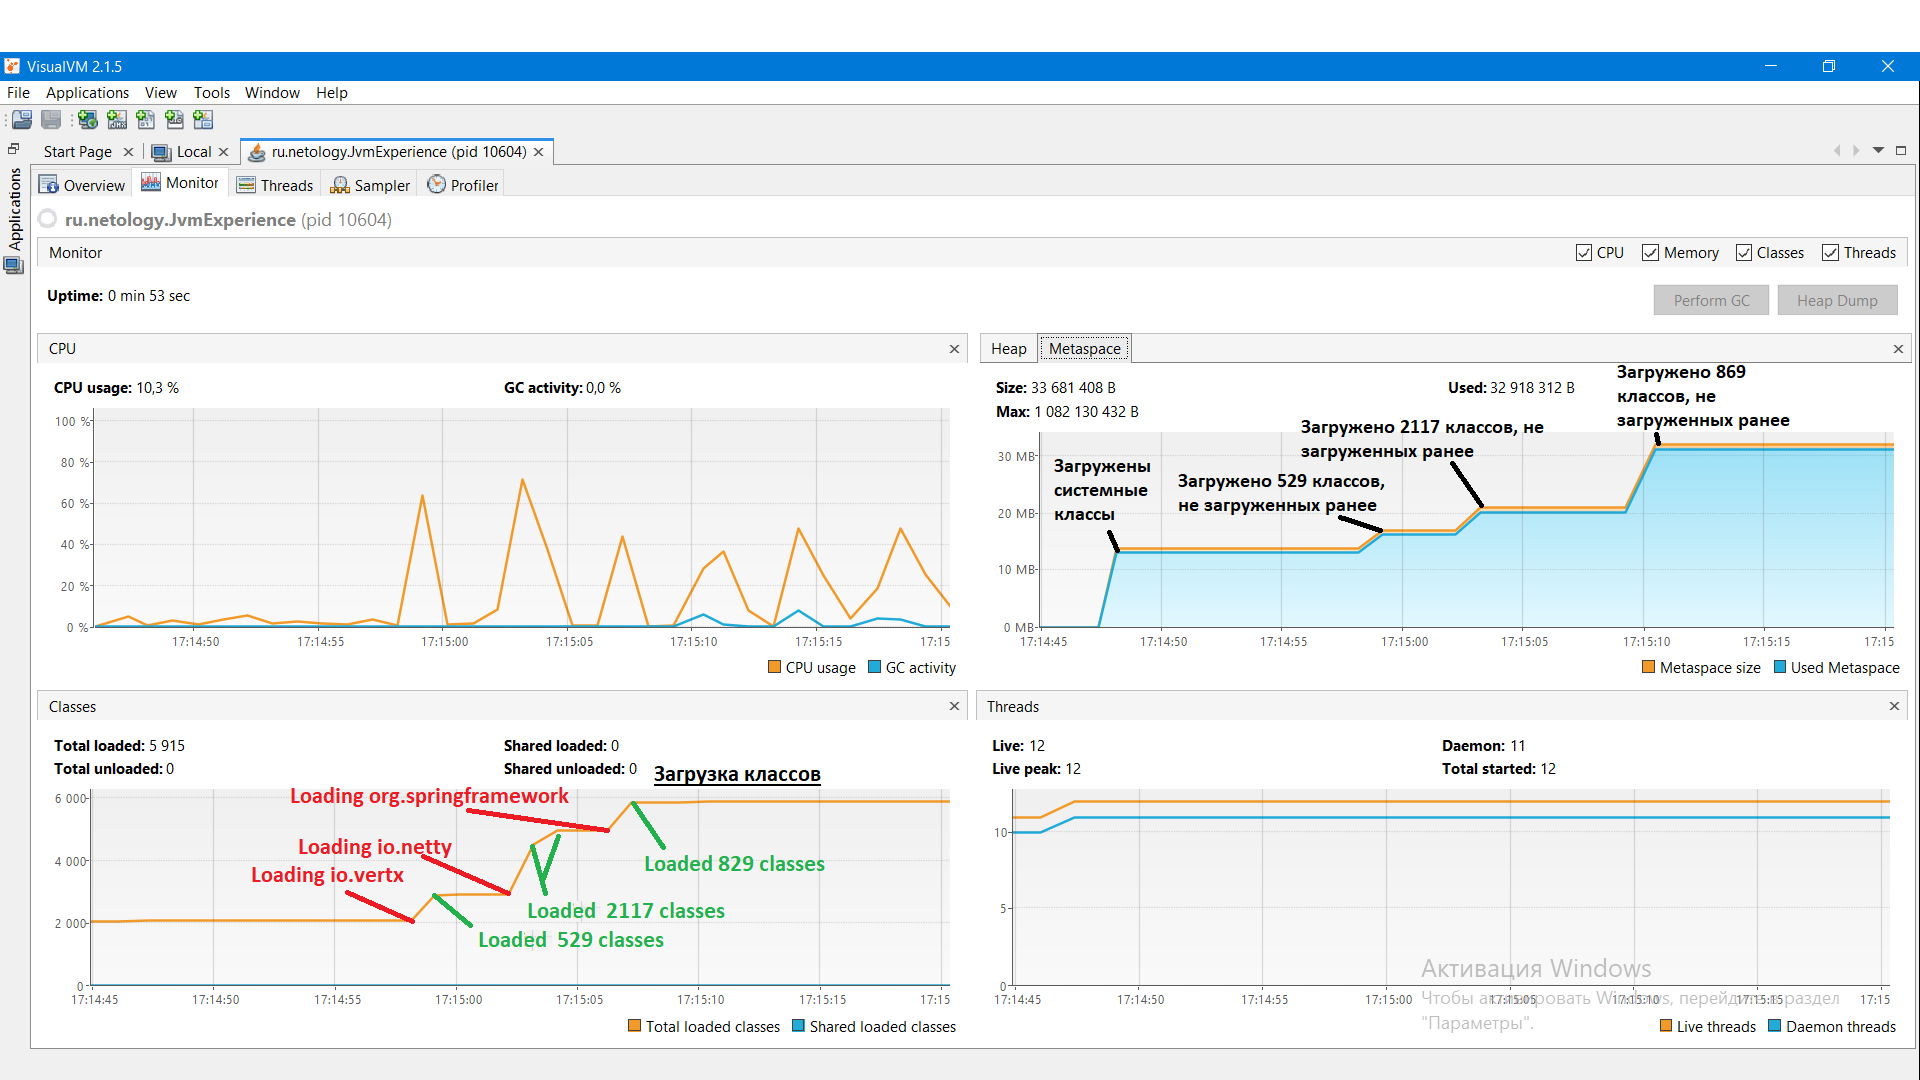 VisualVM 2.1.5
File Applications View Tools Window Help
Start Page
Local
ru.netology.JvmExperience (pid 10604)
Applications
Overview
Monitor
Threads
Sampler
Profiler
ru.netology.JvmExperience (pid 10604)
Monitor
CPU Memory Classes Threads
Uptime: 0 min 53 sec
Perform GC
Heap Dump
CPU
CPU usage: 10,3 %
GC activity: 0,0 %
100 %
80 %
60 %
40 %
20 %
0 %
17:14:50 17:14:55 17:15:00 17:15:05 17:15:10 17:15:15 17:15
CPU usage GC activity
Heap
Metaspace
Size: 33 681 408 B
Used: 32 918 312 B
Max: 1 082 130 432 B
Загружено 869
классов, не
загруженных ранее
Загружено 2117 классов, не
загруженных ранее
Загружено 529 классов,
не загруженных ранее
Загружены
системные
классы
30 MB
20 MB
10 MB
0 MB
17:14:45 17:14:50 17:14:55 17:15:00 17:15:05 17:15:10 17:15:15 17:15
Metaspace size Used Metaspace
Classes
Total loaded: 5 915
Shared loaded: 0
Total unloaded: 0
Shared unloaded: 0
Загрузка классов
Loading org.springframework
Loading io.netty
Loading io.vertx
Loaded 829 classes
Loaded 2117 classes
Loaded 529 classes
6 000
4 000
2 000
0
17:14:45 17:14:50 17:14:55 17:15:00 17:15:05 17:15:10 17:15:15 17:15
Total loaded classes Shared loaded classes
Threads
Live: 12
Daemon: 11
Live peak: 12
Total started: 12
10
5
0
17:14:45 17:14:50 17:14:55 17:15:00 17:15:05 17:15:10 17:15:15 17:15
Live threads Daemon threads
Активация Windows
Чтобы активировать Windows, перейдите в раздел
"Параметры".